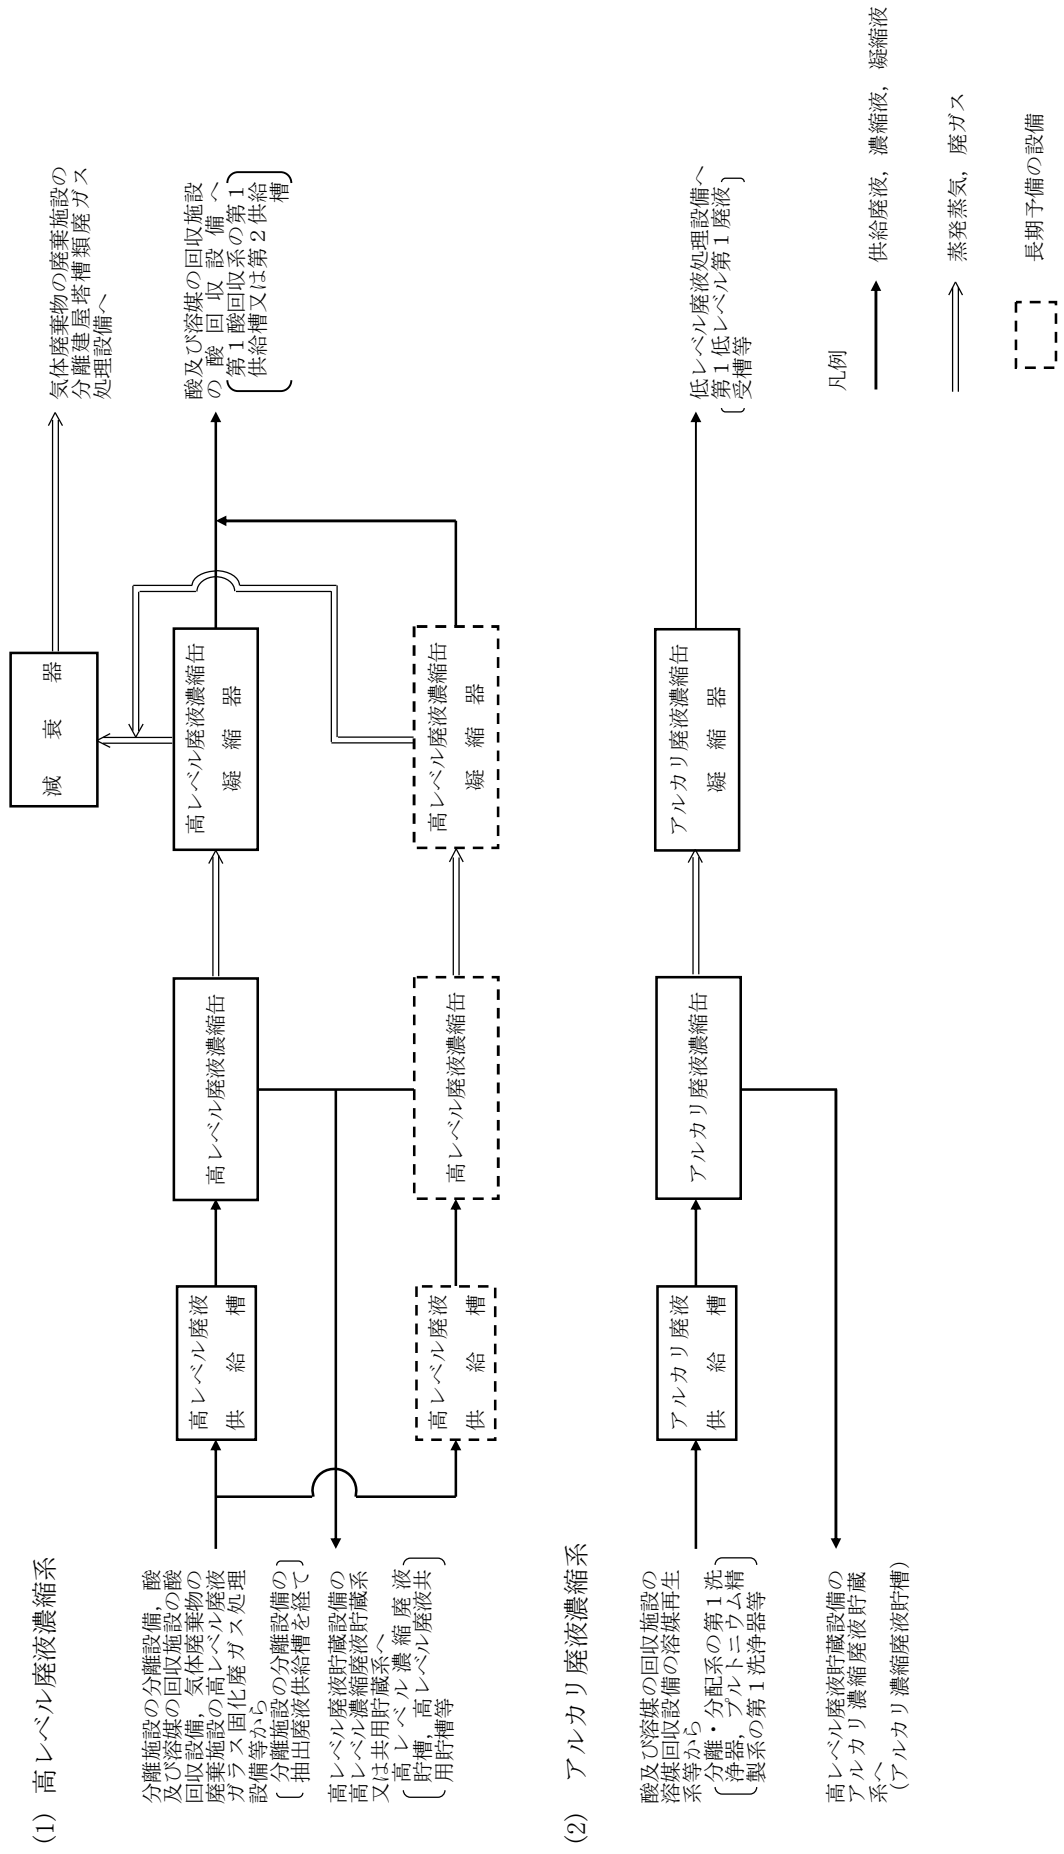 (1) 高レベル廃液濃縮系
分離施設の分離設備，酸
及び溶媒の回収施設の酸
回収設備，気体廃棄物の
廃棄施設の高レベル廃液
ガラス固化廃ガス処理
設備等から
分離施設の分離設備の
抽出廃液供給槽を経て
高レベル廃液貯蔵設備の
高レベル濃縮廃液貯蔵系
又は共用貯蔵系へ
高レベル濃縮廃液
貯槽，高レベル廃液共
用貯槽等
高レベル廃液
供給槽
高レベル廃液
供給槽
高レベル廃液濃縮缶
高レベル廃液濃縮缶
減衰器
高レベル廃液濃縮缶
凝縮器
高レベル廃液濃縮缶
凝縮器
気体廃棄物の廃棄施設の
分離建屋塔槽類廃ガス
処理設備へ
酸及び溶媒の回収施設
の酸回収設備へ
第１酸回収系の第１
供給槽又は第２供給
槽
(2) アルカリ廃液濃縮系
酸及び溶媒の回収施設の
溶媒回収設備の溶媒再生
系等から
分離・分配系の第１洗
浄器，プルトニウム精
製系の第１洗浄器等
高レベル廃液貯蔵設備の
アルカリ濃縮廃液貯蔵
系へ
(アルカリ濃縮廃液貯槽)
アルカリ廃液
供給槽
アルカリ廃液濃縮缶
アルカリ廃液濃縮缶
凝縮器
低レベル廃液処理設備へ
第１低レベル第１廃液
受槽等
凡例
供給廃液，濃縮液，凝縮液
蒸発蒸気，廃ガス
長期予備の設備